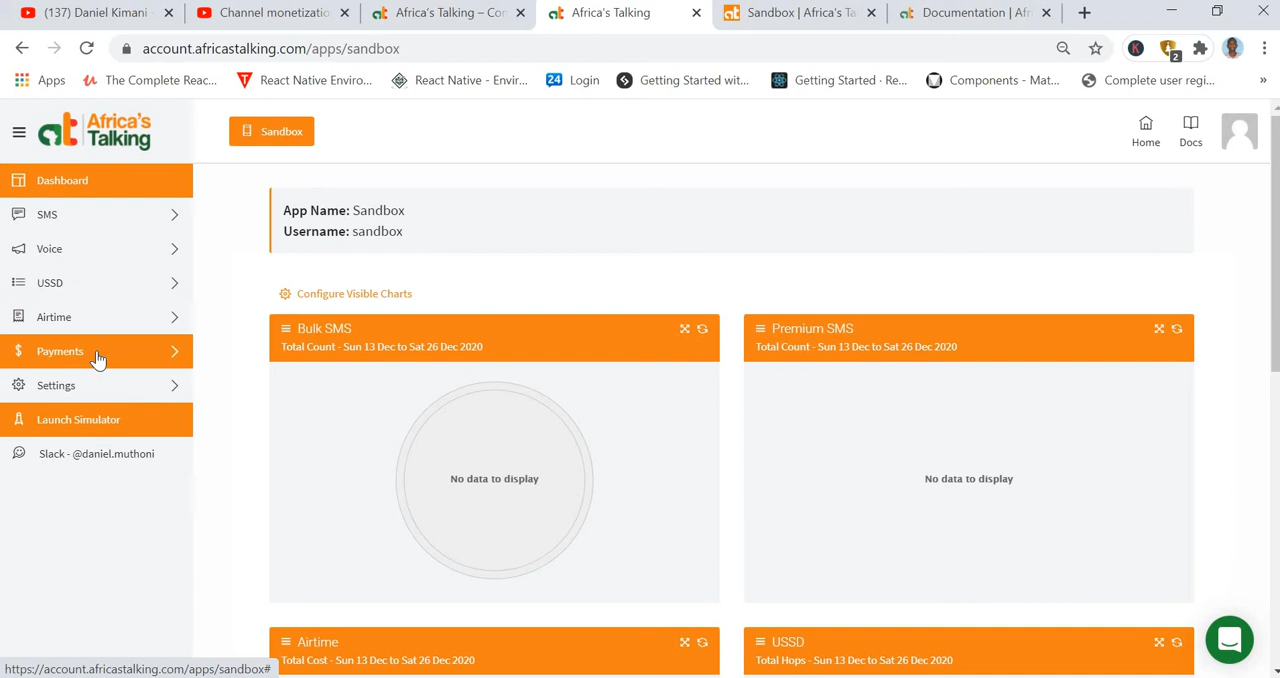 (137) Daniel Kimani -
Channel monetizatio
Africa's Talking – Con
Africa's Talking
Sandbox | Africa's Ta
Documentation | Afr
account.africastalking.com/apps/sandbox
K
2
Apps
The Complete Reac...
React Native Enviro...
React Native - Envir...
24 Login
Getting Started wit...
Getting Started · Re...
Components - Mat...
Complete user regi...
»
at Africa's
Talking
Sandbox
Home
Docs
Dashboard
SMS
Voice
USSD
Airtime
Payments
Settings
Launch Simulator
Slack - @daniel.muthoni
App Name: Sandbox
Username: sandbox
Configure Visible Charts
Bulk SMS
Total Count - Sun 13 Dec to Sat 26 Dec 2020
No data to display
Premium SMS
Total Count - Sun 13 Dec to Sat 26 Dec 2020
No data to display
Airtime
Total Cost - Sun 13 Dec to Sat 26 Dec 2020
USSD
Total Hops - Sun 13 Dec to Sat 26 Dec 2020
https://account.africastalking.com/apps/sandbox#